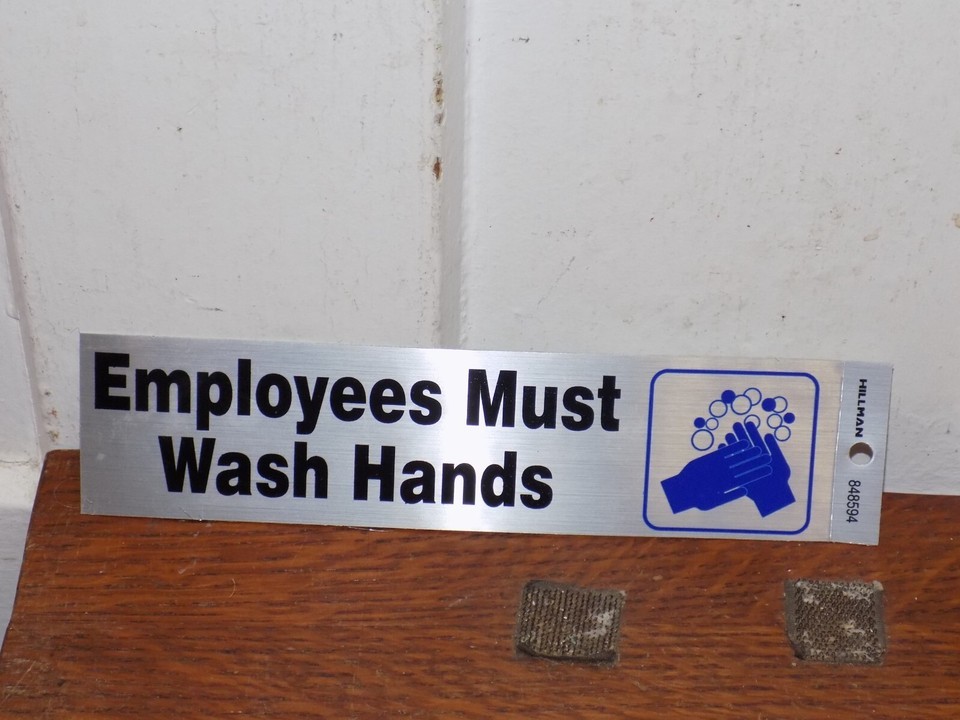 Employees Must
Wash Hands
HILLMAN
848594